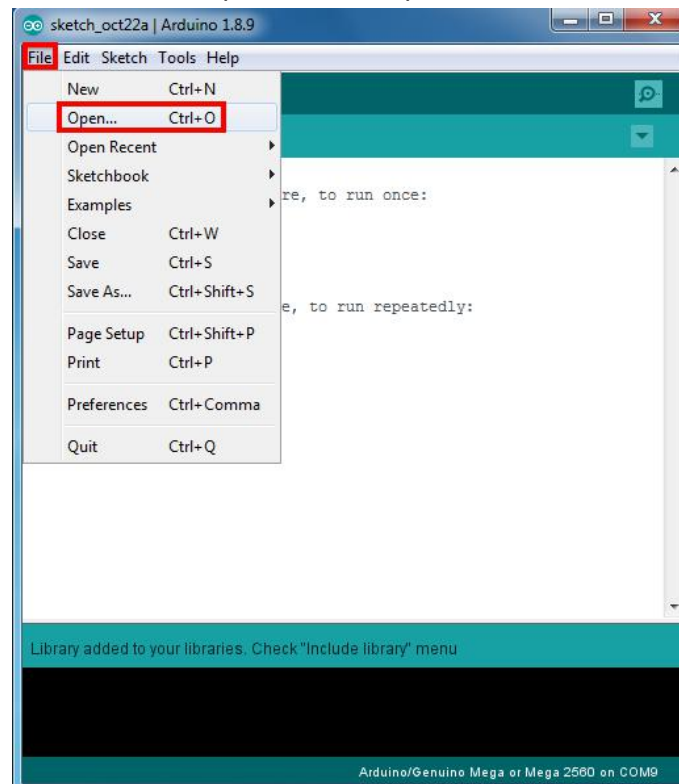 sketch_oct22a | Arduino 1.8.9
File Edit Sketch Tools Help
New Ctrl+N
Open... Ctrl+O
Open Recent
Sketchbook
Examples
Close Ctrl+W
Save Ctrl+S
Save As... Ctrl+Shift+S
Page Setup Ctrl+Shift+P
Print Ctrl+P
Preferences Ctrl+Comma
Quit Ctrl+Q
re, to run once:
e, to run repeatedly:
Library added to your libraries. Check "Include library" menu
Arduino/Genuino Mega or Mega 2560 on COM9